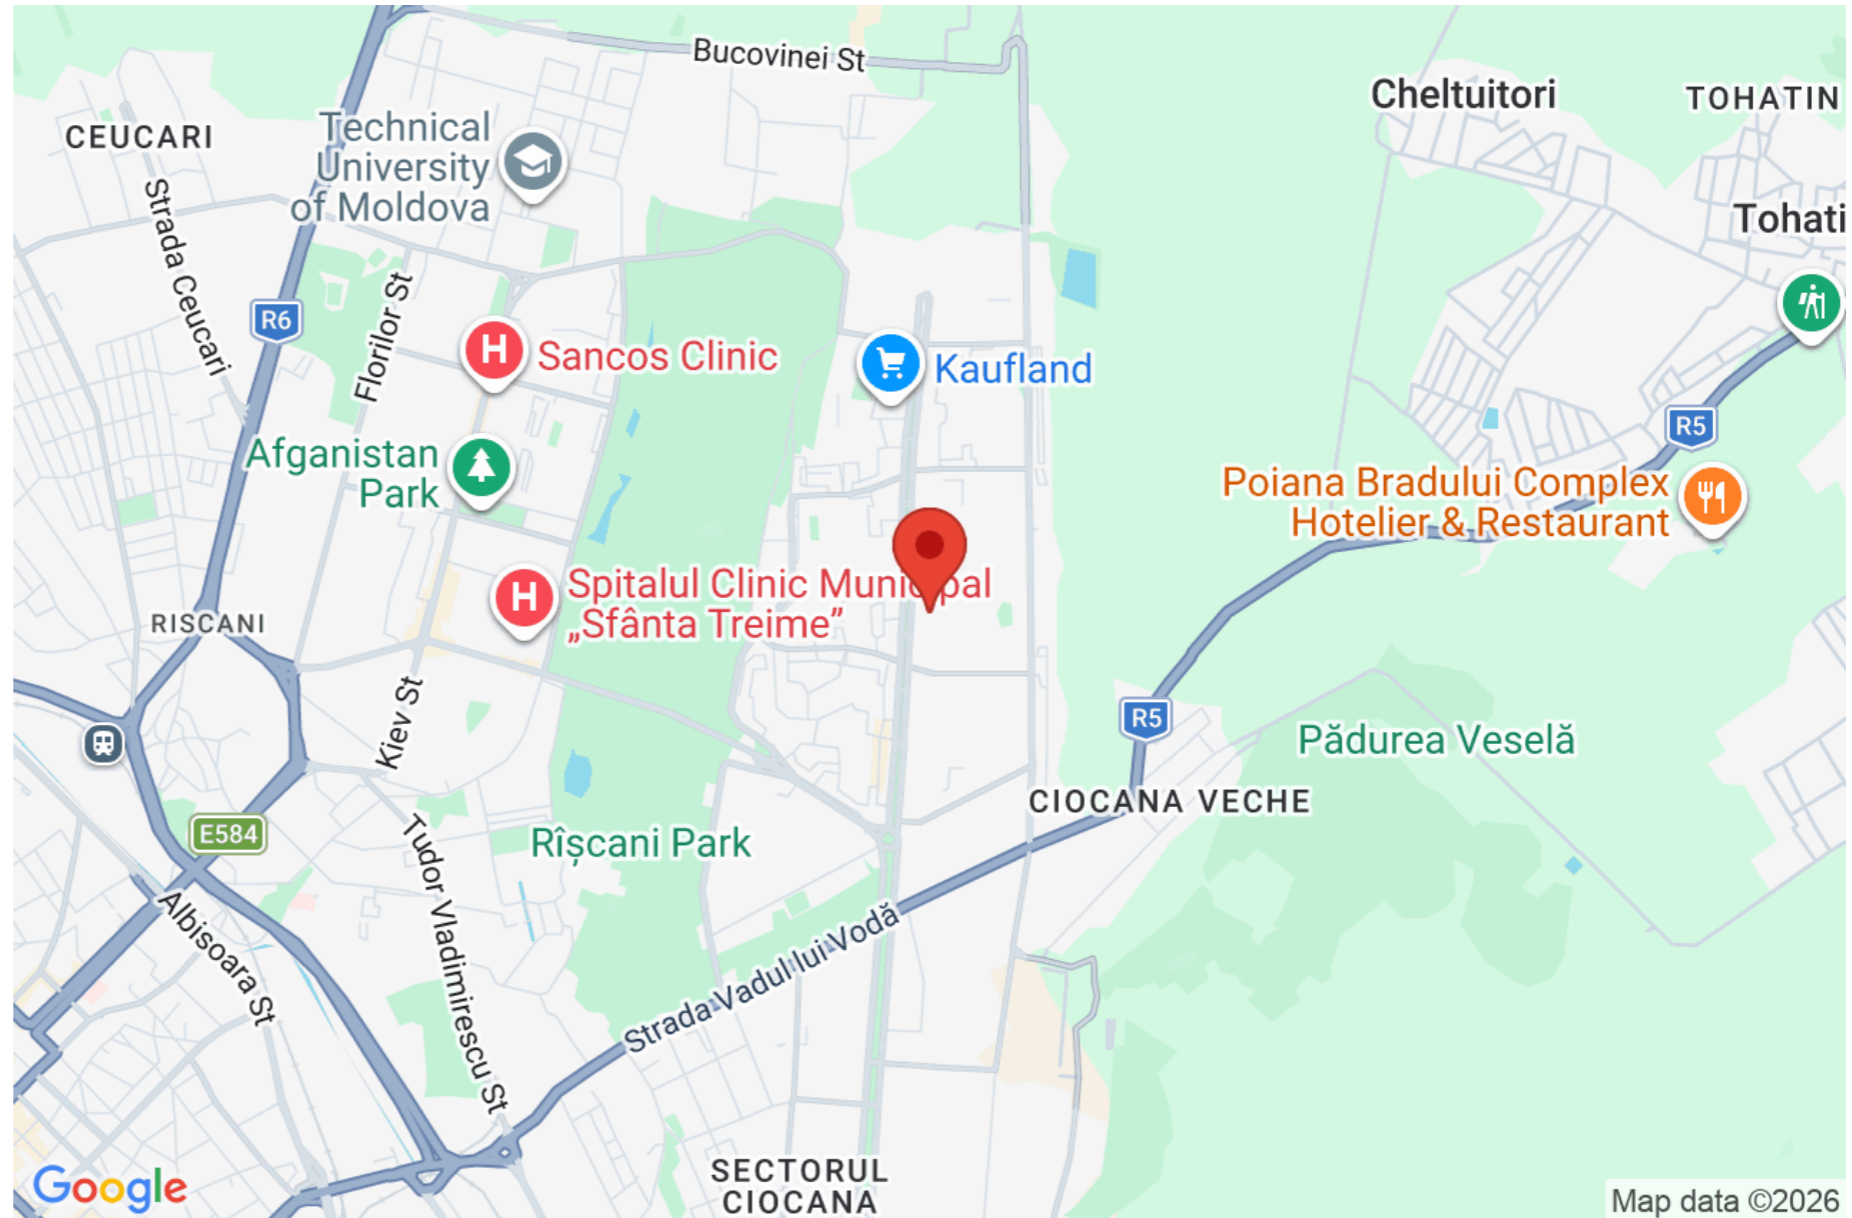 Bucovinei St
Cheltuitori
TOHATIN
CEUCARI
Technical
University
of Moldova
Strada Ceucari
Tohati
R6
Florilor St
H
Sancos Clinic
Kaufland
R5
Afganistan
Park
Poiana Bradului Complex
Hotelier & Restaurant
H
Spitalul Clinic Municipal
„Sfânta Treime”
RISCANI
Kiev St
R5
Pădurea Veselă
CIOCANA VECHE
E584
Rîșcani Park
Tudor Vladimirescu St
Albisoara St
Strada Vadul lui Vodă
SECTORUL
CIOCANA
Google
Map data ©2026